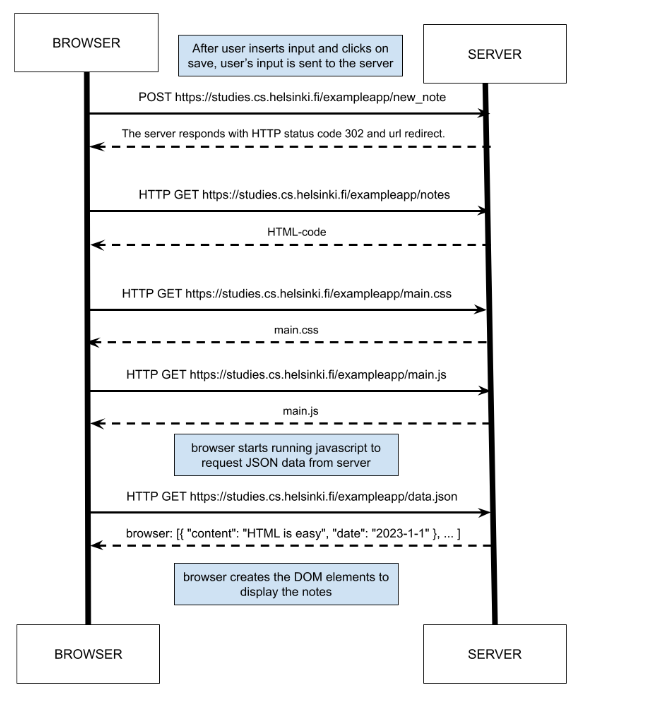 BROWSER
SERVER
After user inserts input and clicks on
save, user's input is sent to the server
POST https://studies.cs.helsinki.fi/exampleapp/new_note
The server responds with HTTP status code 302 and url redirect.
HTTP GET https://studies.cs.helsinki.fi/exampleapp/notes
HTML-code
HTTP GET https://studies.cs.helsinki.fi/exampleapp/main.css
main.css
HTTP GET https://studies.cs.helsinki.fi/exampleapp/main.js
main.js
browser starts running javascript to
request JSON data from server
HTTP GET https://studies.cs.helsinki.fi/exampleapp/data.json
browser: [{ "content": "HTML is easy", "date": "2023-1-1" }, ... ]
browser creates the DOM elements to
display the notes
BROWSER
SERVER